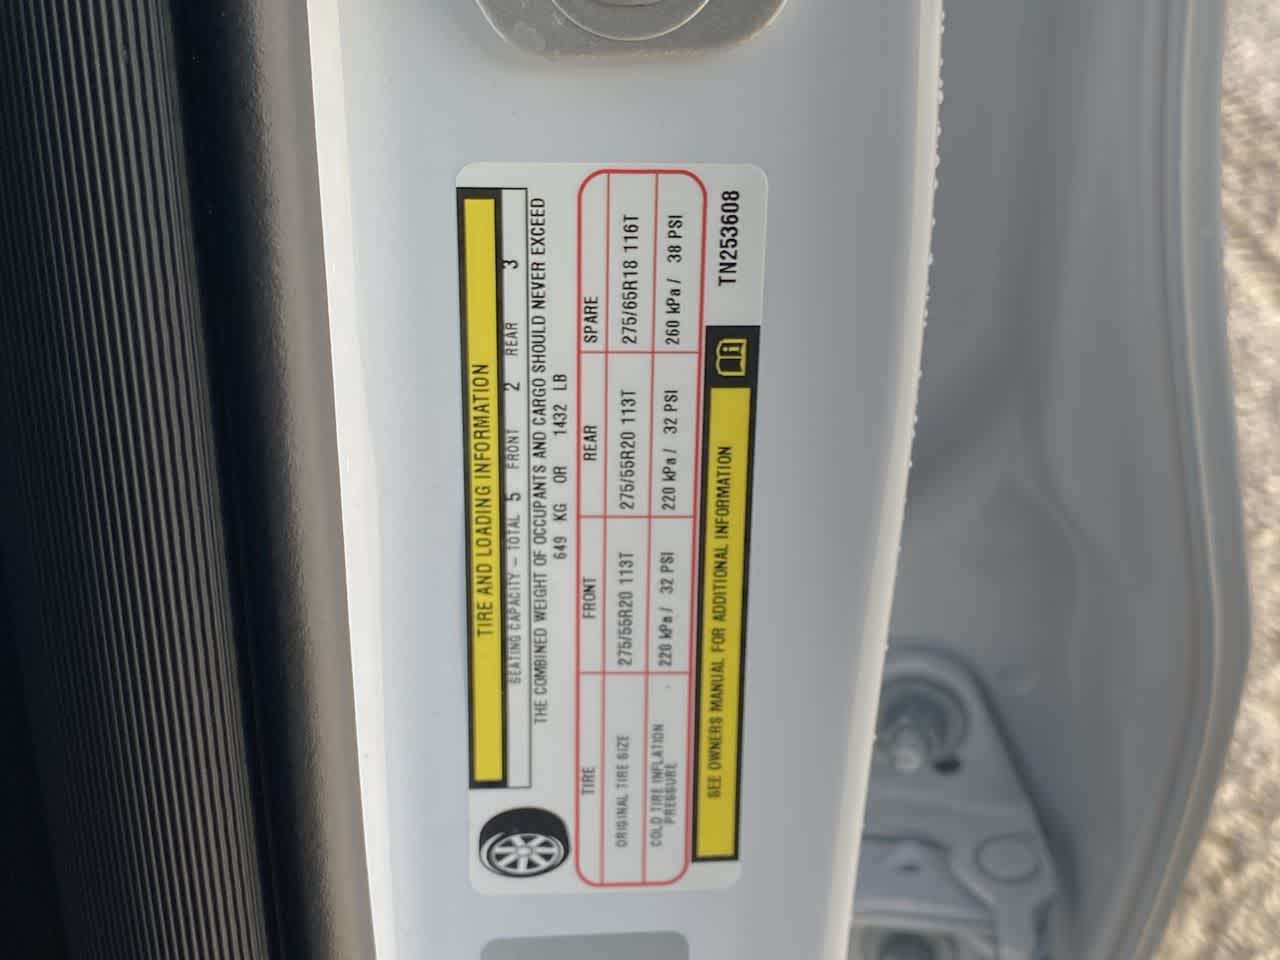 TIRE AND LOADING INFORMATION
SEATING CAPACITY – TOTAL 5 FRONT 2 REAR 3
THE COMBINED WEIGHT OF OCCUPANTS AND CARGO SHOULD NEVER EXCEED
649 KG OR 1432 LB
TIRE FRONT REAR SPARE
ORIGINAL TIRE SIZE 275/55R20 113T 275/55R20 113T 275/65R18 116T
COLD TIRE INFLATION PRESSURE 220 kPa / 32 PSI 220 kPa / 32 PSI 260 kPa / 38 PSI
SEE OWNERS MANUAL FOR ADDITIONAL INFORMATION
TN253608